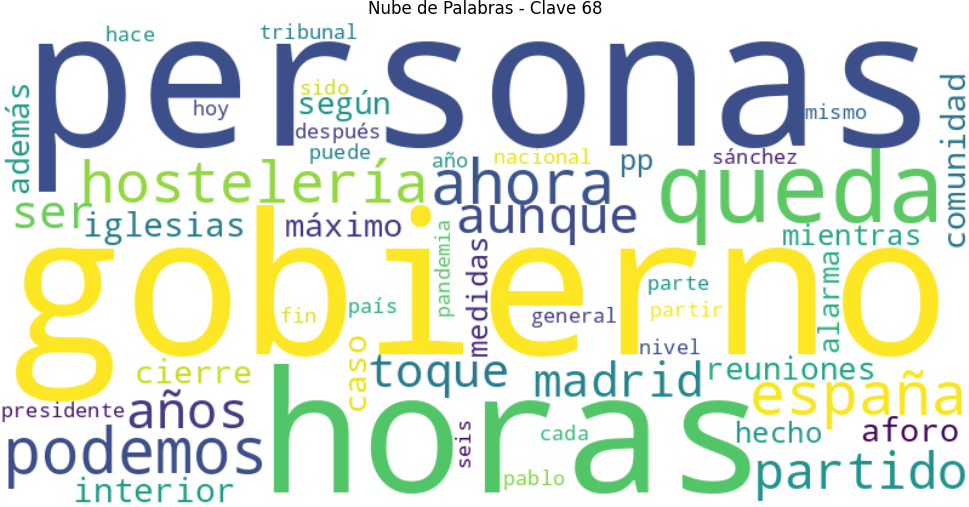 Nube de Palabras - Clave 68
personas
hace
tribunal
sido
según
hoy
después
mismo
además
comunidad
puede
año
nacional
pp
sánchez
hostelería
ahora
queda
ser
iglesias
máximo
aunque
mientras
gobierno
pandemia
medidas
alarma
parte
país
fin
general
partir
nivel
caso
cierre
toque
madrid
reuniones
españa
presidente
años
horas
podemos
seis
cada
hecho
aforo
interior
pablo
partido